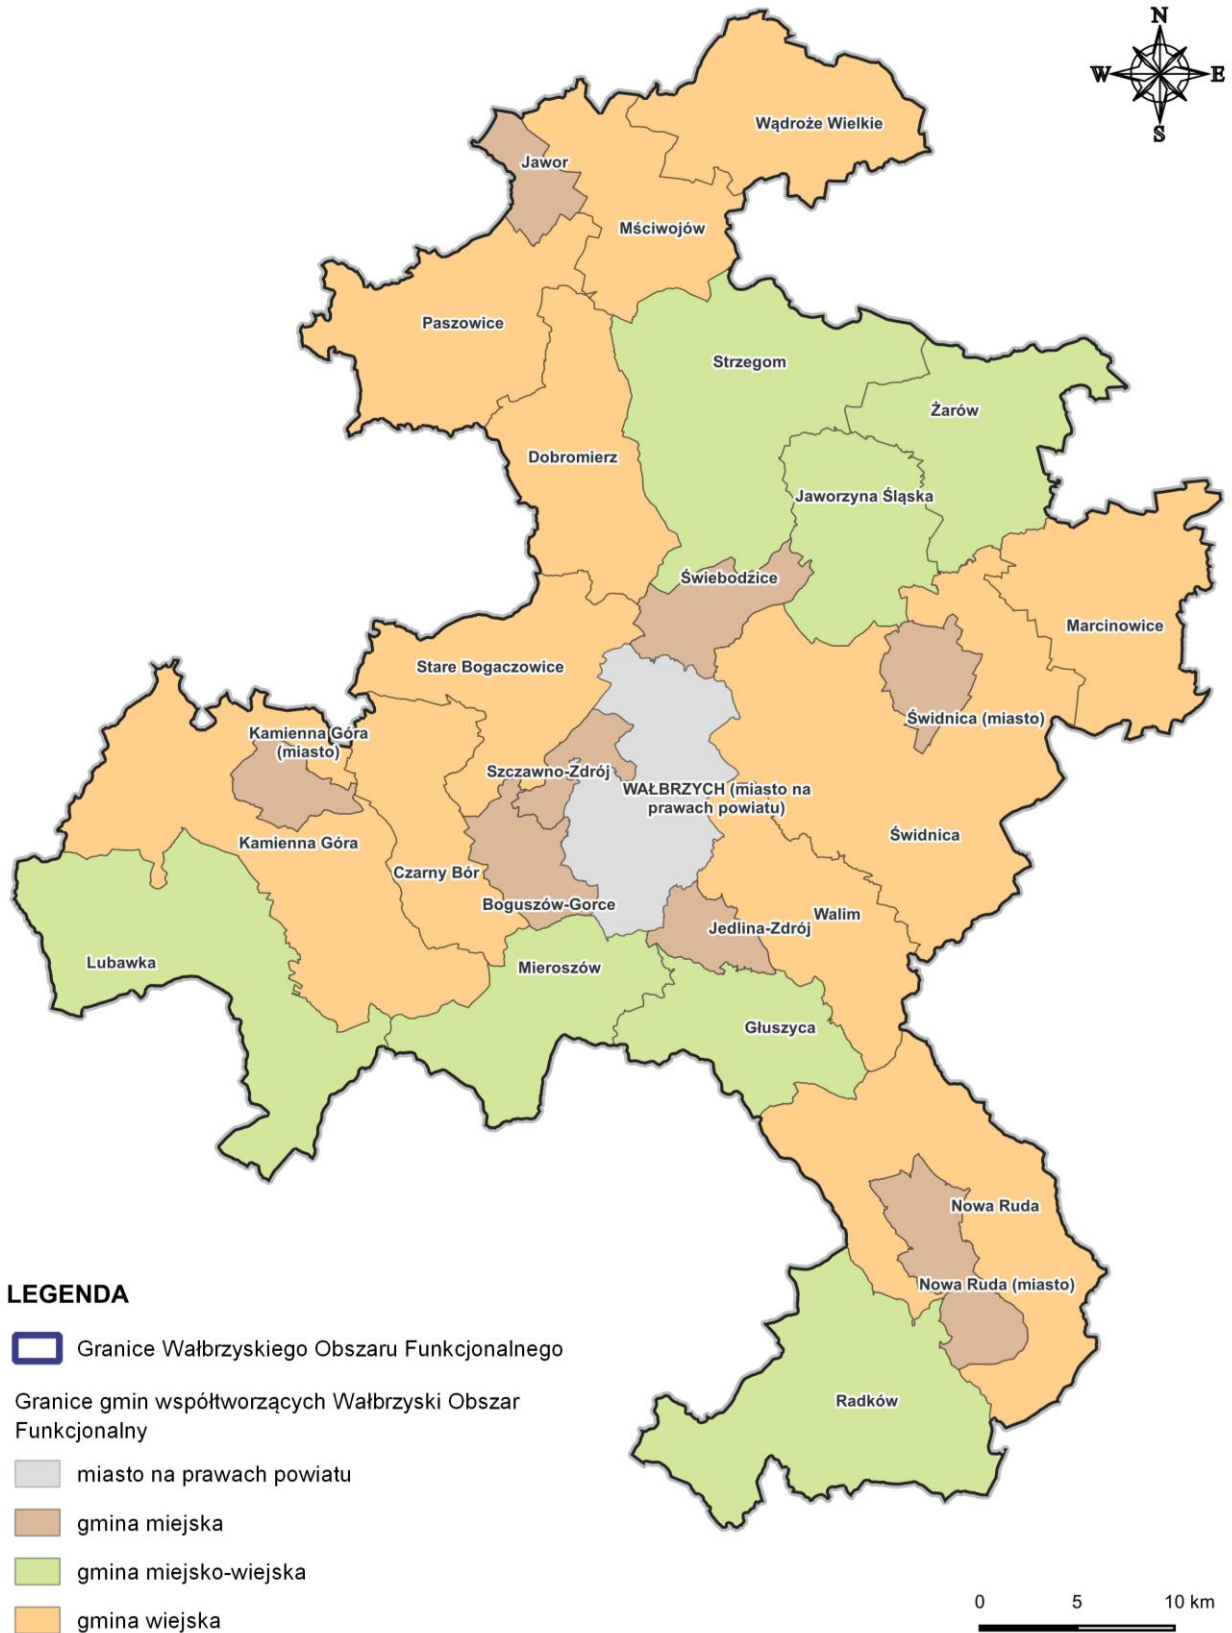 N
W E
S
Wądroże Wielkie
Jawor
Mściwojów
Paszowice
Strzegom
Żarów
Dobromierz
Jaworzyna Śląska
Świebodzice
Marcinowice
Stare Bogaczowice
Świdnica (miasto)
Kamienna Góra
(miasto)
Szczawno-Zdrój
WAŁBRZYCH (miasto na
prawach powiatu)
Świdnica
Kamienna Góra
Czarny Bór
Boguszów-Gorce
Walim
Jedlina-Zdrój
Lubawka
Mieroszów
Głuszyca
Nowa Ruda
Nowa Ruda (miasto)
Radków
LEGENDA
Granice Wałbrzyskiego Obszaru Funkcjonalnego
Granice gmin współtworzących Wałbrzyski Obszar
Funkcjonalny
miasto na prawach powiatu
gmina miejska
gmina miejsko-wiejska
gmina wiejska
0 5 10 km